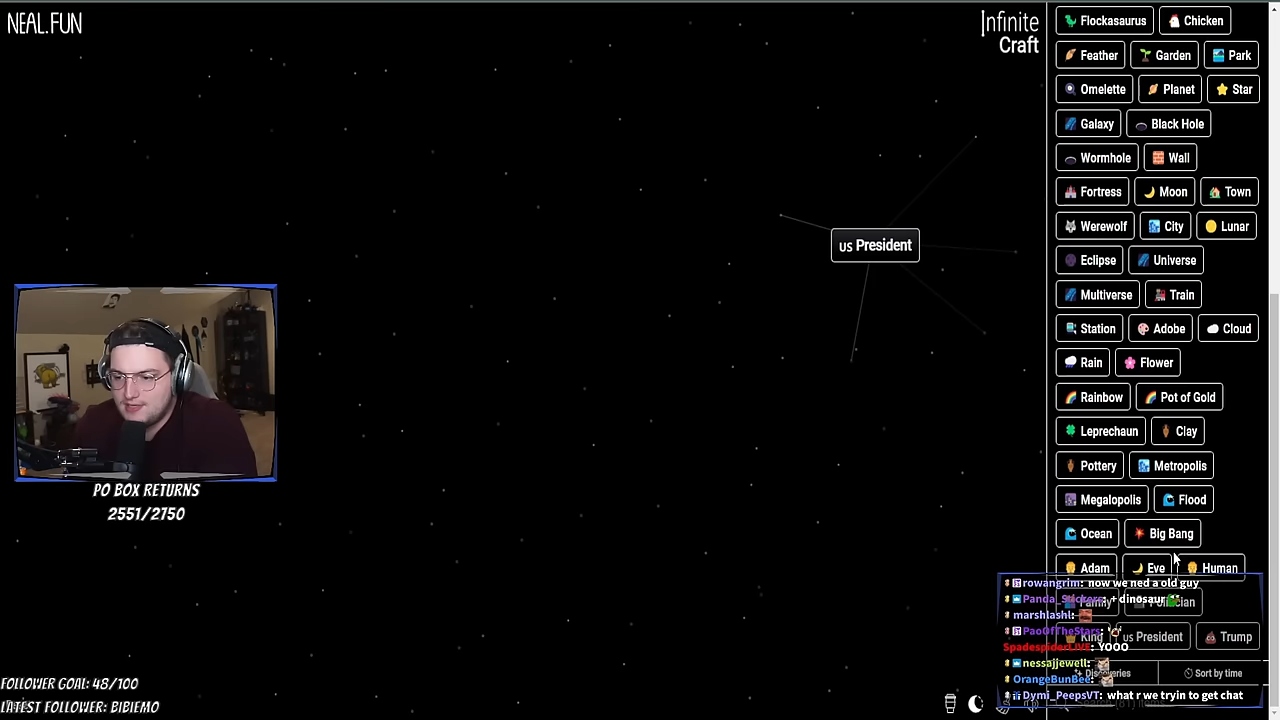 NEAL.FUN
Infinite
Craft
Flockasaurus Chicken
Feather Garden Park
Omelette Planet Star
Galaxy Black Hole
Wormhole Wall
Fortress Moon Town
Werewolf City Lunar
Eclipse Universe
Multiverse Train
Station Adobe Cloud
Rain Flower
Rainbow Pot of Gold
Leprechaun Clay
Pottery Metropolis
Megalopolis Flood
Ocean Big Bang
Adam Eve Human
Family
King us President Trump
Sort by time
us President
PO BOX RETURNS
2551/2750
FOLLOWER GOAL: 48/100
LATEST FOLLOWER: BIBIEMO
rowangrim: now we ned a old guy
+ dinosaur
marshlashl:
PaoOfTheStars:
SpadespiderLIVE: YOOO
nessajjewell:
OrangeBunBee:
Dymi_PeepsVT: what r we tryin to get chat